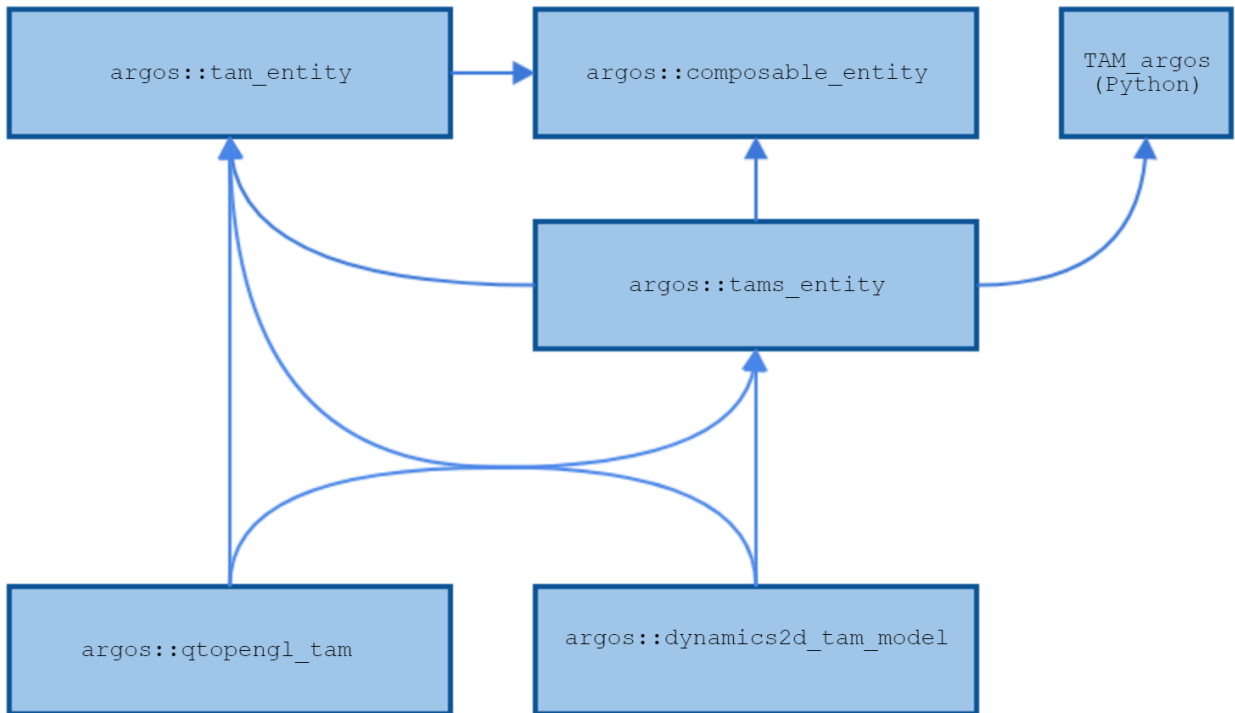 argos::tam_entity
argos::composable_entity
TAM_argos
(Python)
argos::tams_entity
argos::qtopengl_tam
argos::dynamics2d_tam_model